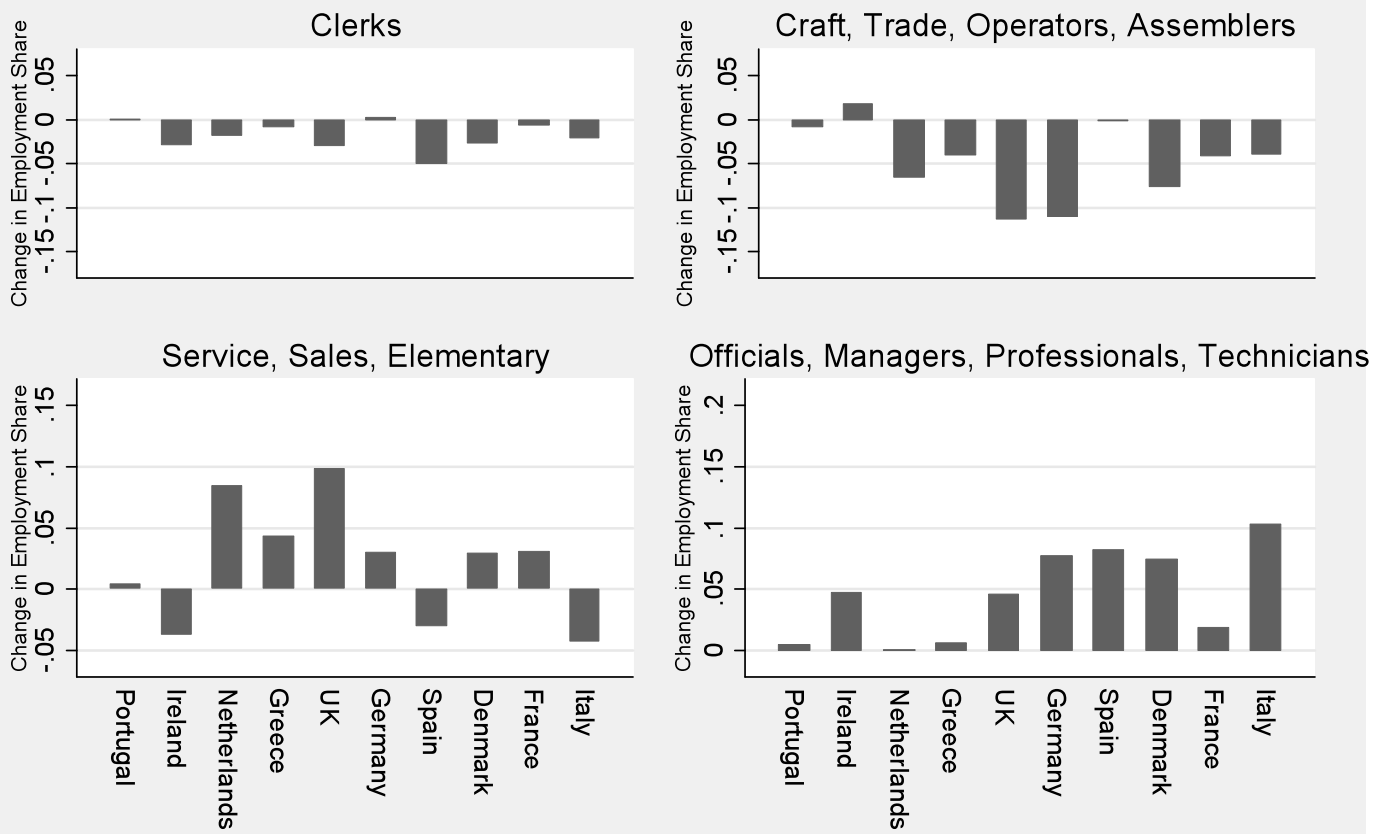 Clerks
Change in Employment Share
.05
0
-.05
-.1
-.15
Craft, Trade, Operators, Assemblers
Change in Employment Share
.05
0
-.05
-.1
-.15
Service, Sales, Elementary
Change in Employment Share
.15
.1
.05
0
-.05
Portugal
Ireland
Netherlands
Greece
UK
Germany
Spain
Denmark
France
Italy
Officials, Managers, Professionals, Technicians
Change in Employment Share
.2
.15
.1
.05
0
Portugal
Ireland
Netherlands
Greece
UK
Germany
Spain
Denmark
France
Italy